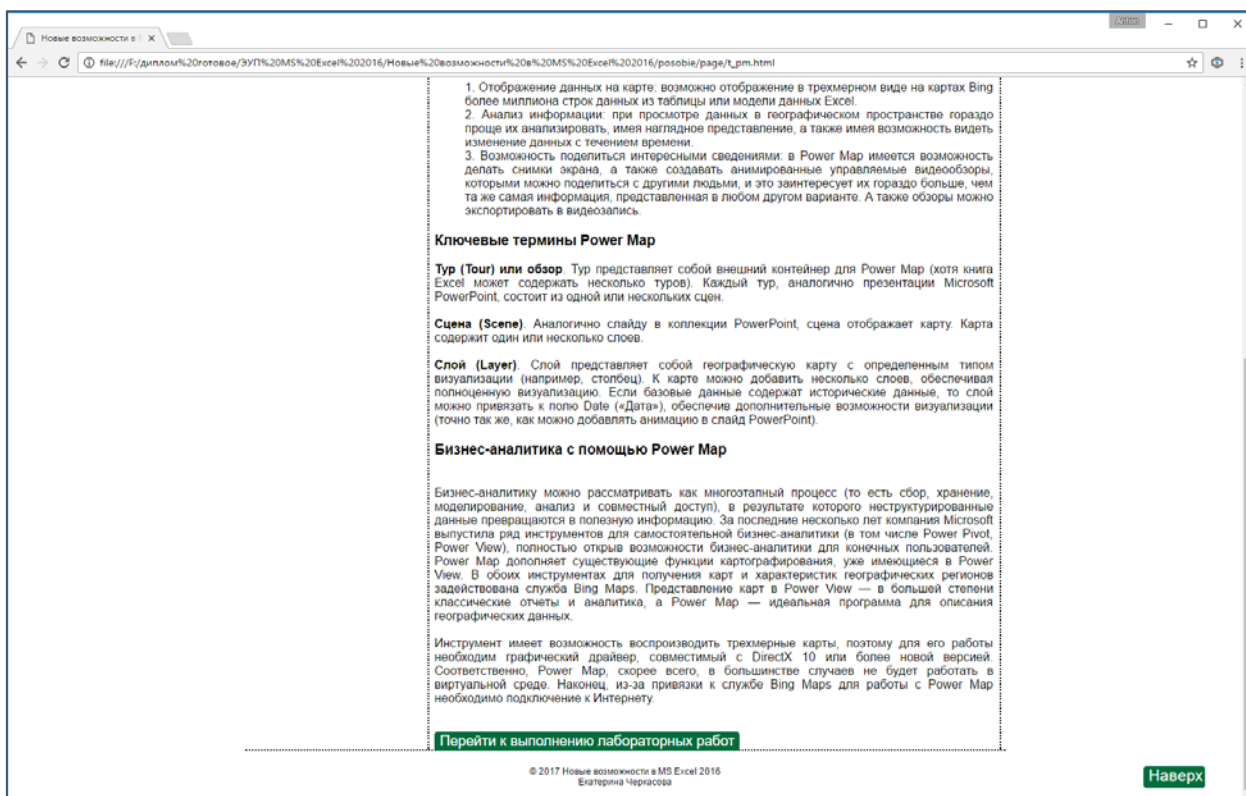 Anton
Новые возможности в
file:///F:/диплом%20готовое/ЭУП%20MS%20Excel%202016/Новые%20возможности%20в%20MS%20Excel%202016/posobie/page/t_pm.html
1. Отображение данных на карте: возможно отображение в трехмерном виде на картах Bing
более миллиона строк данных из таблицы или модели данных Excel.
2. Анализ информации: при просмотре данных в географическом пространстве гораздо
проще их анализировать, имея наглядное представление, а также имея возможность видеть
изменение данных с течением времени.
3. Возможность поделиться интересными сведениями: в Power Map имеется возможность
делать снимки экрана, а также создавать анимированные управляемые видеообзоры,
которыми можно поделиться с другими людьми, и это заинтересует их гораздо больше, чем
та же самая информация, представленная в любом другом варианте. А также обзоры можно
экспортировать в видеозапись.
Ключевые термины Power Map
Тур (Tour) или обзор. Тур представляет собой внешний контейнер для Power Map (хотя книга
Excel может содержать несколько туров). Каждый тур, аналогично презентации Microsoft
PowerPoint, состоит из одной или нескольких сцен.
Сцена (Scene). Аналогично слайду в коллекции PowerPoint, сцена отображает карту. Карта
содержит один или несколько слоев.
Слой (Layer). Слой представляет собой географическую карту с определенным типом
визуализации (например, столбец). К карте можно добавить несколько слоев, обеспечивая
полноценную визуализацию. Если базовые данные содержат исторические данные, то слой
можно привязать к полю Date («Дата»), обеспечив дополнительные возможности визуализации
(точно так же, как можно добавлять анимацию в слайд PowerPoint).
Бизнес-аналитика с помощью Power Map
Бизнес-аналитику можно рассматривать как многоэтапный процесс (то есть сбор, хранение,
моделирование, анализ и совместный доступ), в результате которого неструктурированные
данные превращаются в полезную информацию. За последние несколько лет компания Microsoft
выпустила ряд инструментов для самостоятельной бизнес-аналитики (в том числе Power Pivot,
Power View), полностью открыв возможности бизнес-аналитики для конечных пользователей.
Power Map дополняет существующие функции картографирования, уже имеющиеся в Power
View. В обоих инструментах для получения карт и характеристик географических регионов
задействована служба Bing Maps. Представление карт в Power View — в большей степени
классические отчеты и аналитика, а Power Map — идеальная программа для описания
географических данных.
Инструмент имеет возможность воспроизводить трехмерные карты, поэтому для его работы
необходим графический драйвер, совместимый с DirectX 10 или более новой версией.
Соответственно, Power Map, скорее всего, в большинстве случаев не будет работать в
виртуальной среде. Наконец, из-за привязки к службе Bing Maps для работы с Power Map
необходимо подключение к Интернету.
Перейти к выполнению лабораторных работ
© 2017 Новые возможности в MS Excel 2016
Екатерина Черкасова
Наверх